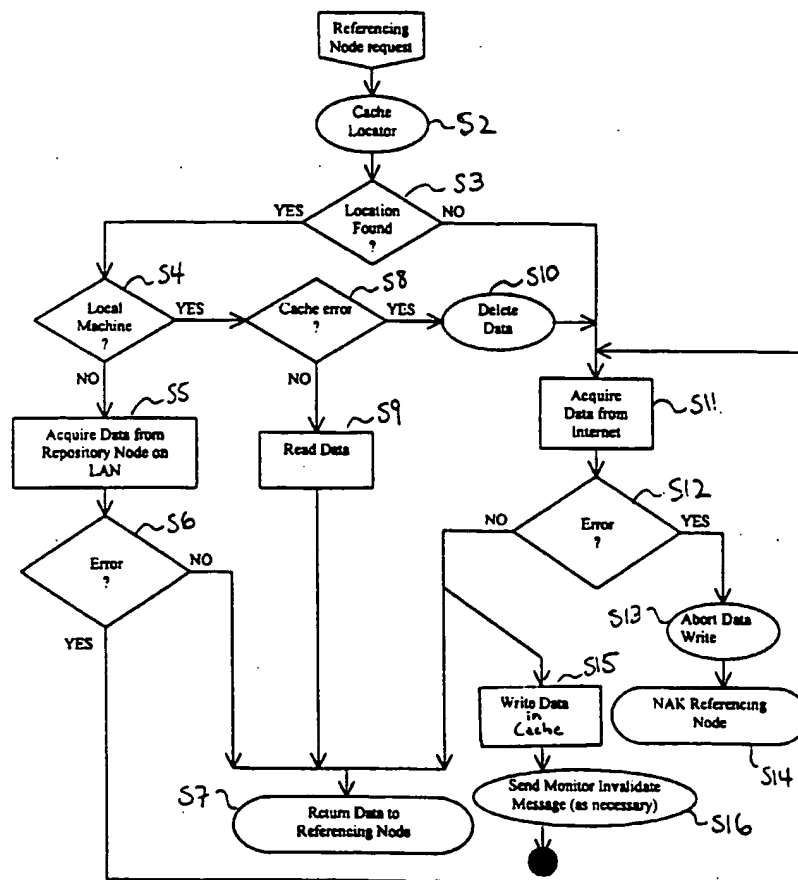 Referencing
Node request
Cache
Locator
S2
S3
YES
Location
Found
?
NO
S4
Local
Machine
?
YES
S8
Cache error
?
YES
S10
Delete
Data
NO
NO
S5
Acquire Data from
Repository Node on
LAN
S9
Read Data
Acquire
Data from
Internet
S11
S6
Error
?
NO
YES
NO
S12
Error
?
YES
S13
Abort Data
Write
S15
Write Data
in
Cache
NAK Referencing
Node
S14
S7
Return Data to
Referencing Node
Send Monitor Invalidate
Message (as necessary)
S16